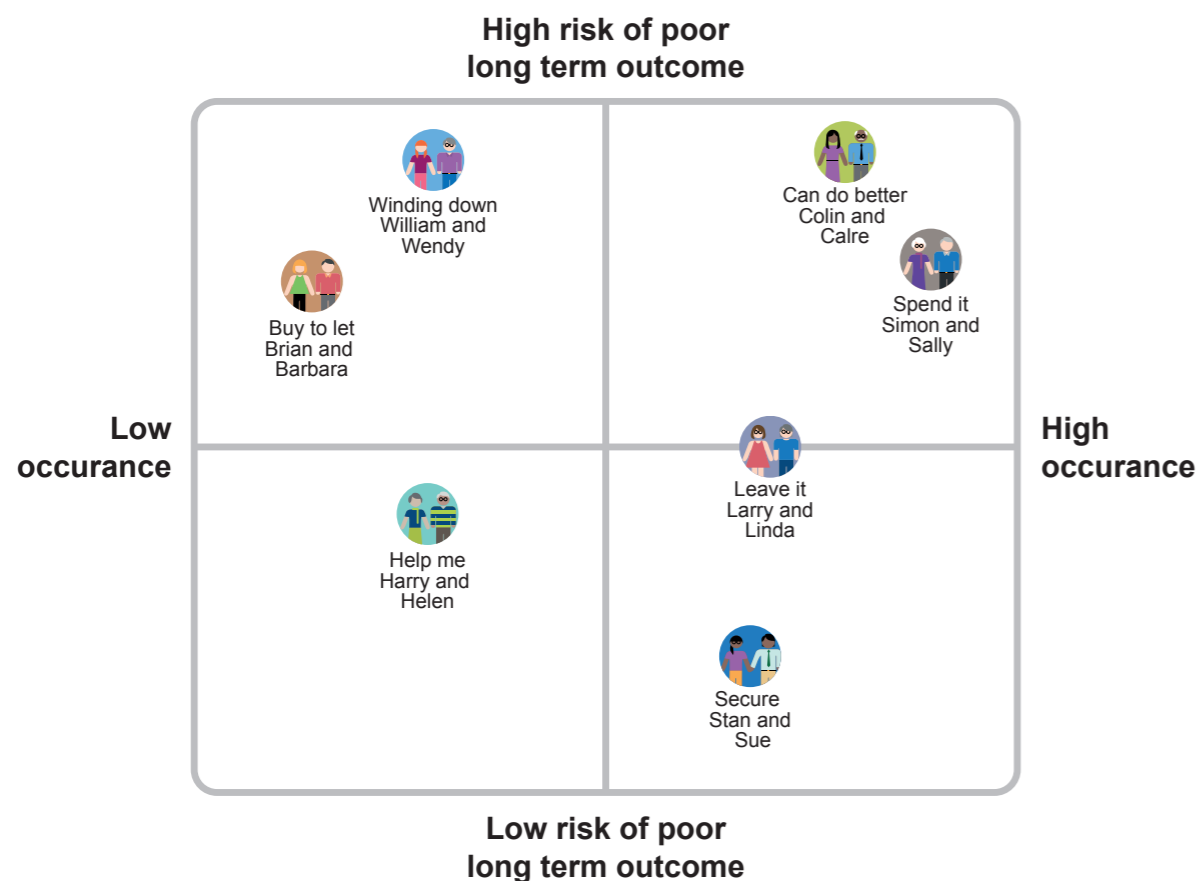 High risk of poor
long term outcome
Winding down
William and
Wendy
Can do better
Colin and
Calre
Buy to let
Brian and
Barbara
Spend it
Simon and
Sally
Low
occurance
High
occurance
Leave it
Larry and
Linda
Help me
Harry and
Helen
Secure
Stan and
Sue
Low risk of poor
long term outcome